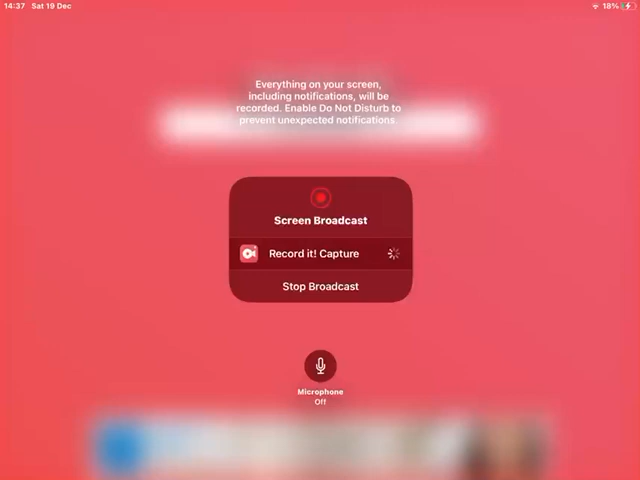 14:37 Sat 19 Dec 18%
Everything on your screen,
including notifications, will be
recorded. Enable Do Not Disturb to
prevent unexpected notifications.
Screen Broadcast
Record it! Capture
Stop Broadcast
Microphone
Off